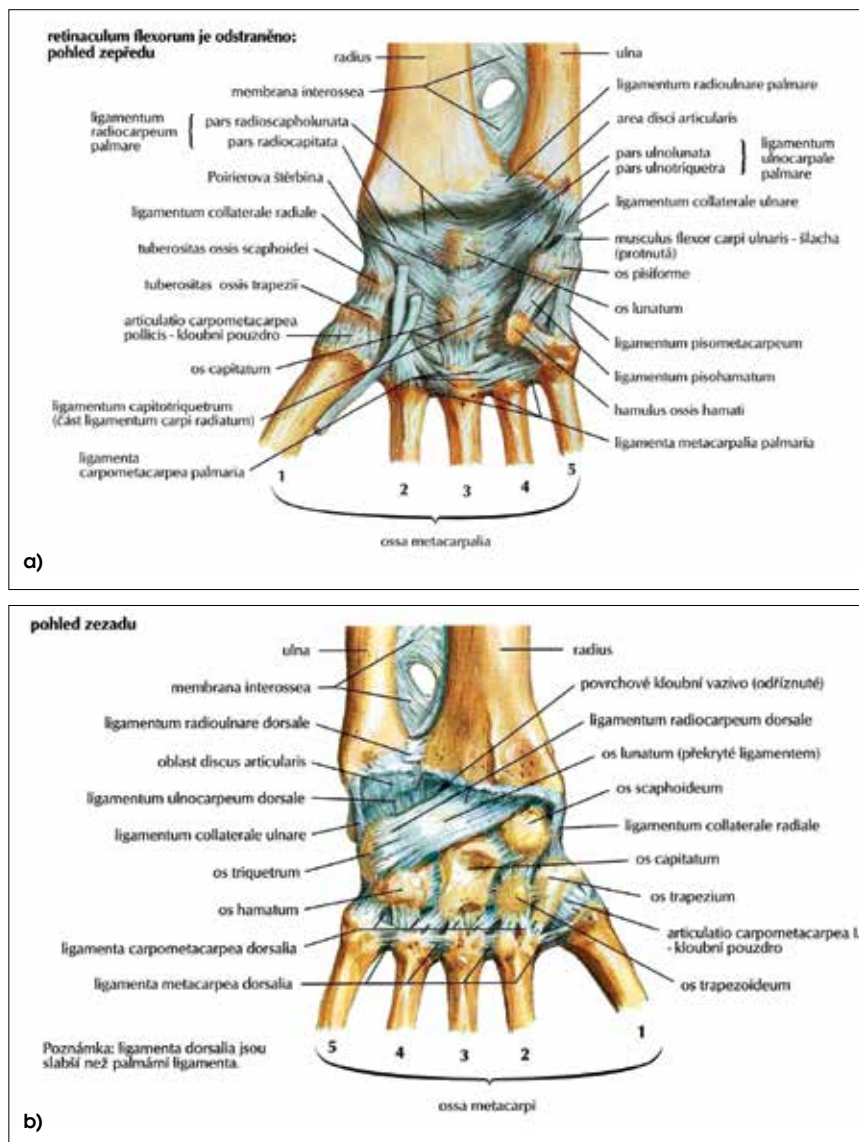 retinaculum flexorum je odstraněno:
pohled zepředu
radius
membrana interossea
ligamentum
radiocarpeum
palmare
pars radioscapholunata
pars radiocapitata
Poirierova štěrbina
ligamentum collaterale radiale
tuberositas ossis scaphoidei
tuberositas ossis trapezii
articulatio carpometacarpea
pollicis - kloubní pouzdro
os capitatum
ligamentum capitotriquetrum
(část ligamentum carpi radiatum)
ligamenta
carpometacarpea palmaria
ulna
ligamentum radioulnare palmare
area disci articularis
pars ulnolunata
pars ulnotriquetra
ligamentum
ulnocarpale
palmare
ligamentum collaterale ulnare
musculus flexor carpi ulnaris - šlacha
(protnutá)
os pisiforme
os lunatum
ligamentum pisometacarpeum
ligamentum pisohamatum
hamulus ossis hamati
ligamenta metacarpalia palmaria
1 2 3 4 5
ossa metacarpalia
a)
pohled zezadu
ulna
membrana interossea
ligamentum radioulnare dorsale
oblast discus articularis
ligamentum ulnocarpeum dorsale
ligamentum collaterale ulnare
os triquetrum
os hamatum
ligamenta carpometacarpea dorsalia
ligamenta metacarpea dorsalia
radius
povrchové kloubní vazivo (odříznuté)
ligamentum radiocarpeum dorsale
os lunatum (překryté ligamentem)
os scaphoideum
ligamentum collaterale radiale
os capitatum
os trapezium
articulatio carpometacarpea I.
- kloubní pouzdro
os trapezoideum
5 4 3 2 1
Poznámka: ligamenta dorsalia jsou
slabší než palmární ligamenta.
ossa metacarpi
b)